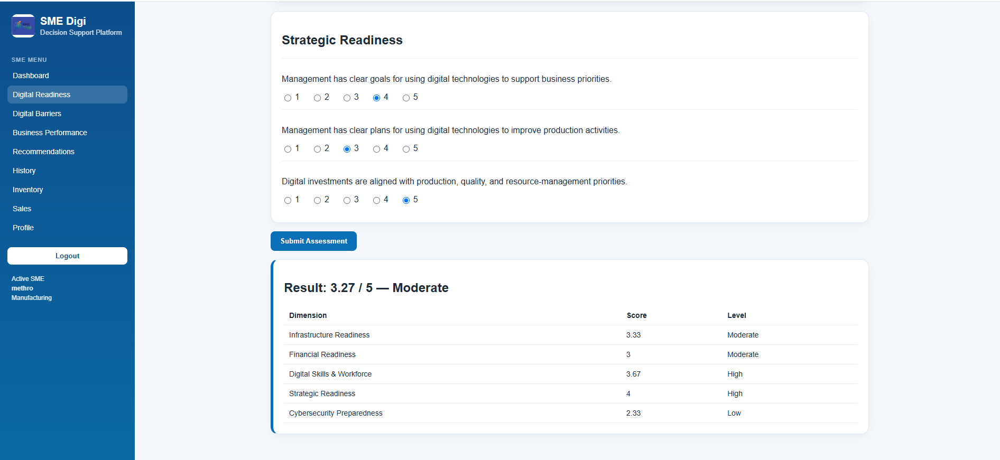 SME Digi
Decision Support Platform
SME MENU
Dashboard
Digital Readiness
Digital Barriers
Business Performance
Recommendations
History
Inventory
Sales
Profile
Logout
Active SME
methro
Manufacturing
Strategic Readiness
Management has clear goals for using digital technologies to support business priorities.
1 2 3 4 5
Management has clear plans for using digital technologies to improve production activities.
1 2 3 4 5
Digital investments are aligned with production, quality, and resource-management priorities.
1 2 3 4 5
Submit Assessment
Result: 3.27 / 5 — Moderate
Dimension Score Level
Infrastructure Readiness 3.33 Moderate
Financial Readiness 3 Moderate
Digital Skills & Workforce 3.67 High
Strategic Readiness 4 High
Cybersecurity Preparedness 2.33 Low